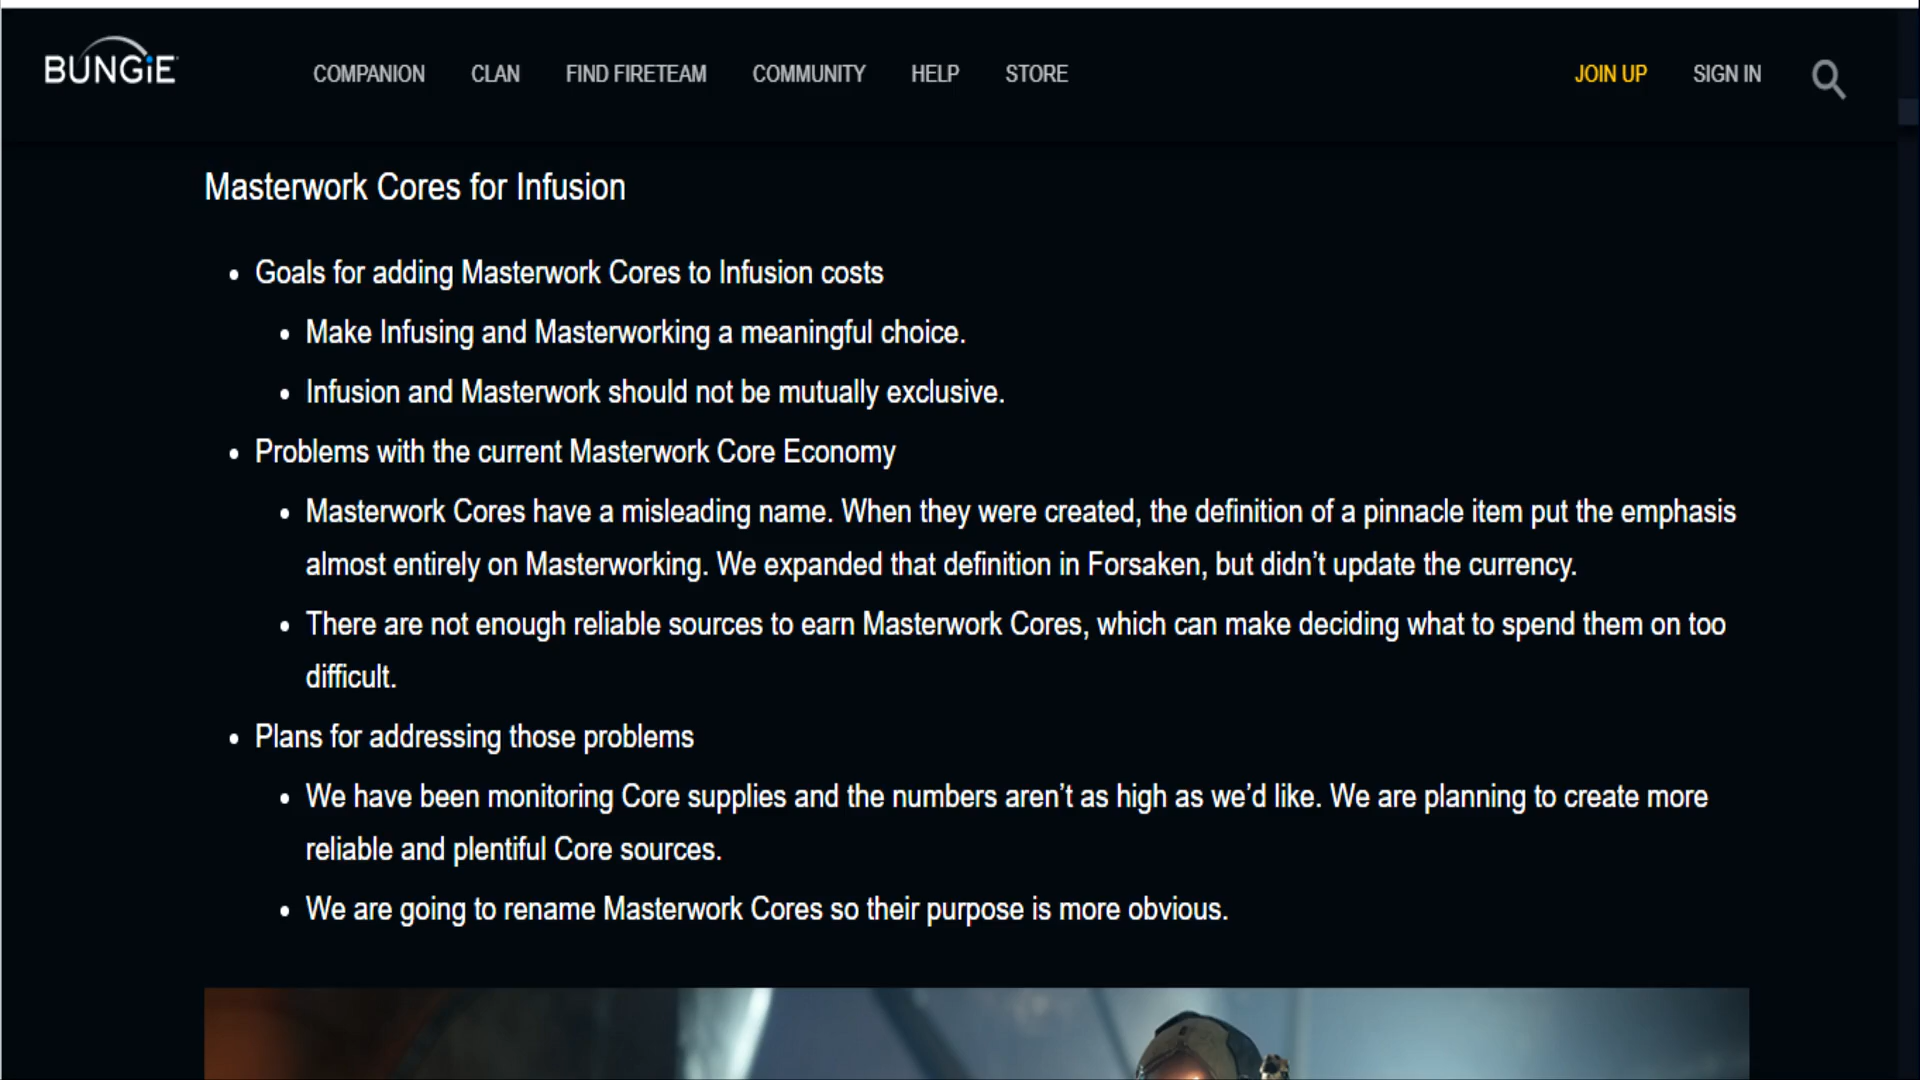 BUNGiE
COMPANION CLAN FIND FIRETEAM COMMUNITY HELP STORE JOIN UP SIGN IN
Masterwork Cores for Infusion
• Goals for adding Masterwork Cores to Infusion costs
• Make Infusing and Masterworking a meaningful choice.
• Infusion and Masterwork should not be mutually exclusive.
• Problems with the current Masterwork Core Economy
• Masterwork Cores have a misleading name. When they were created, the definition of a pinnacle item put the emphasis
almost entirely on Masterworking. We expanded that definition in Forsaken, but didn’t update the currency.
• There are not enough reliable sources to earn Masterwork Cores, which can make deciding what to spend them on too
difficult.
• Plans for addressing those problems
• We have been monitoring Core supplies and the numbers aren’t as high as we’d like. We are planning to create more
reliable and plentiful Core sources.
• We are going to rename Masterwork Cores so their purpose is more obvious.